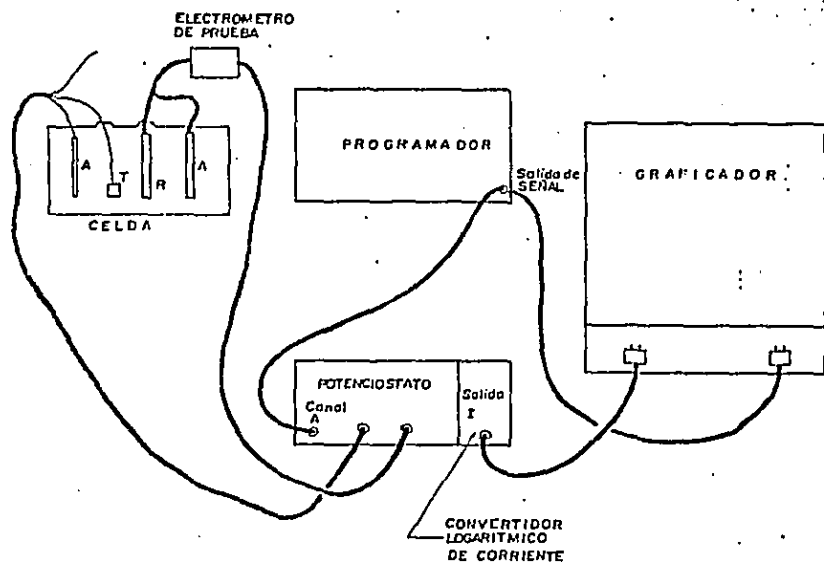 ELECTROMETRO
DE PRUEBA
PROGRAMADOR
Salida de
SEÑAL
GRAFICADOR
A
T
R
A
CELDA
POTENCIOSTATO
Canal
A
Salida
I
CONVERTIDOR
LOGARITMICO
DE CORRIENTE